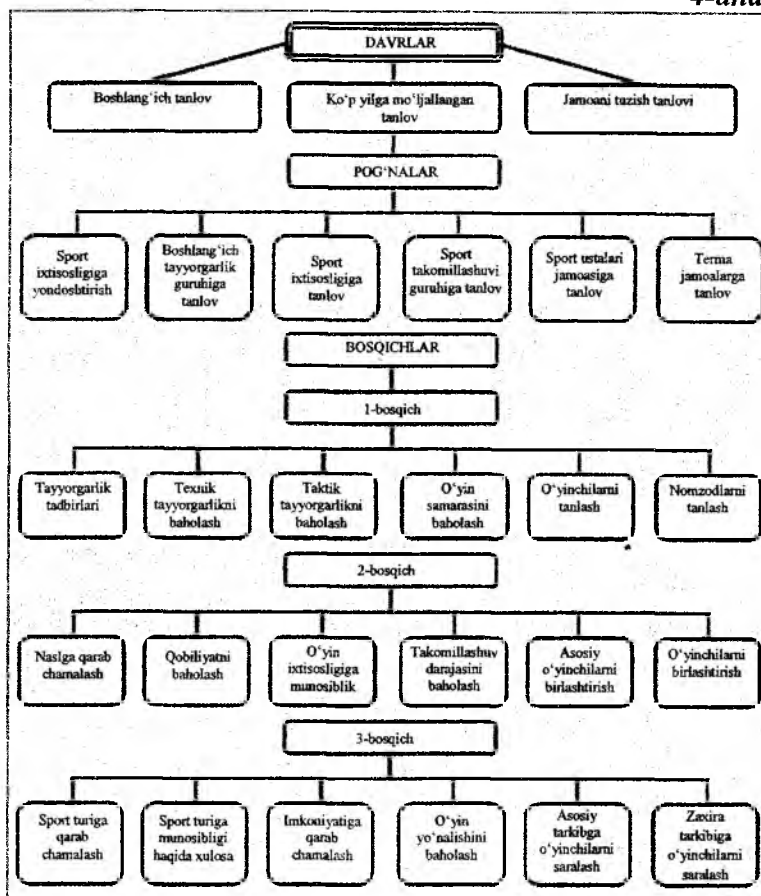 DAVRLAR
Boshlang‘ich tanlov
Ko‘p yilga mo‘ljallangan
tanlov
Jamoani tuzish tanlovi
POG‘NALAR
Sport
ixtisosligiga
yondoshtirish
Boshlang‘ich
tayyorgarlik
guruhiga
tanlov
Sport
ixtisosligiga
tanlov
Sport
takomillashuvi
guruhiga tanlov
Sport ustalari
jamoasiga
tanlov
Terma
jamoalarga
tanlov
BOSQICHLAR
1-bosqich
Tayyorgarlik
tadbirlari
Texnik
tayyorgarlikni
baholash
Taktik
tayyorgarlikni
baholash
O‘yin
samarasini
baholash
O‘yinchilarni
tanlash
Nomzodlarni
tanlash
2-bosqich
Naslga qarab
chamalash
Qobiliyatni
baholash
O‘yin
ixtisosligiga
munosiblik
Takomillashuv
darajasini
baholash
Asosiy
o‘yinchilarni
birlashtirish
O‘yinchilarni
birlashtirish
3-bosqich
Sport turiga
qarab
chamalash
Sport turiga
munosibligi
haqida xulosa
Imkoniyatiga
qarab
chamalash
O‘yin
yo‘nalishini
baholash
Asosiy
tarkibga
o‘yinchilarni
saralash
Zaxira
tarkibiga
o‘yinchilarni
saralash